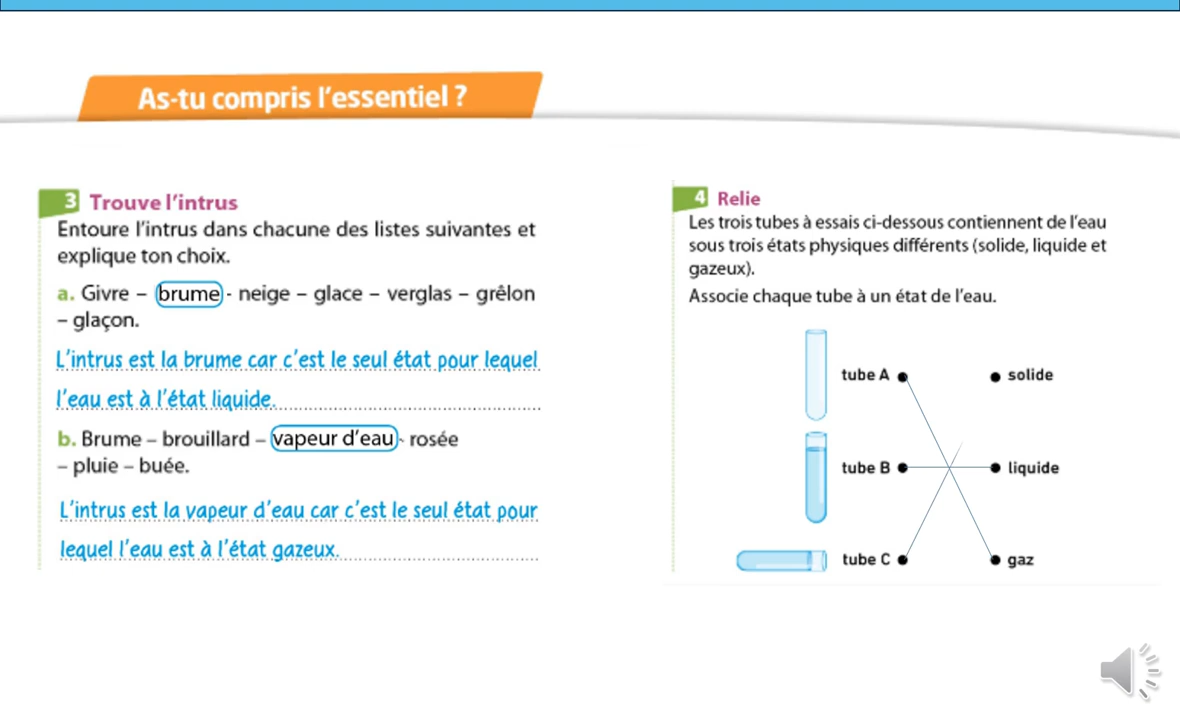 As-tu compris l'essentiel ?
3 Trouve l'intrus
Entoure l'intrus dans chacune des listes suivantes et
explique ton choix.
a. Givre – brume - neige – glace – verglas – grêlon
– glaçon.
L'intrus est la brume car c'est le seul état pour lequel
l'eau est à l'état liquide.
b. Brume – brouillard – vapeur d'eau - rosée
– pluie – buée.
L'intrus est la vapeur d'eau car c'est le seul état pour
lequel l'eau est à l'état gazeux.
4 Relie
Les trois tubes à essais ci-dessous contiennent de l'eau
sous trois états physiques différents (solide, liquide et
gazeux).
Associe chaque tube à un état de l'eau.
tube A solide
tube B liquide
tube C gaz